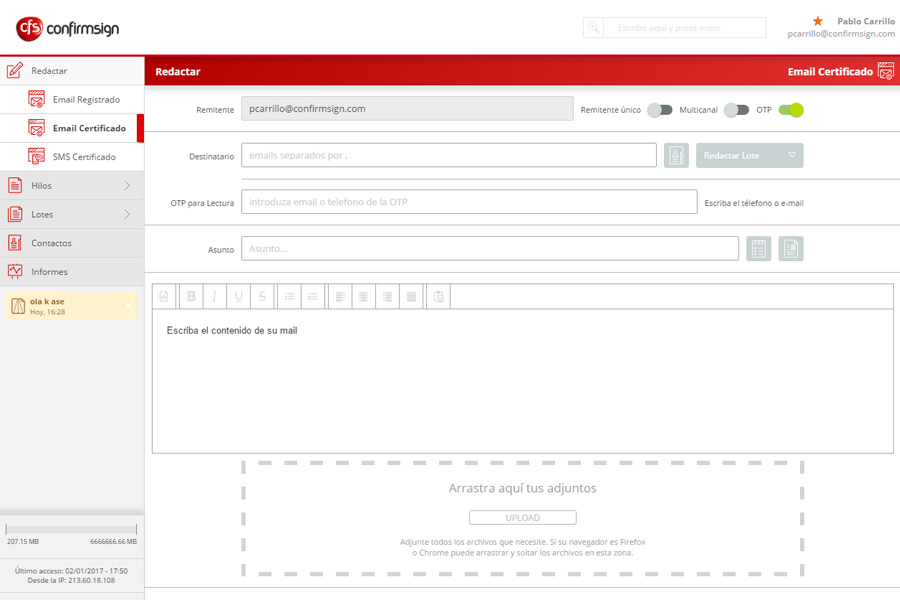 cfs confirmsign
Escribe aquí y press enter
Pablo Carrillo
pcarrillo@confirmsign.com
Redactar
Email Registrado
Email Certificado
SMS Certificado
Hilos
Lotes
Contactos
Informes
ola k ase
Hoy, 16:28
207.15 MB 6666666.66 MB
Último acceso: 02/01/2017 - 17:50
Desde la IP: 213.60.18.108
Redactar Email Certificado
Remitente pcarrillo@confirmsign.com Remitente único Multicanal OTP
Destinatario emails separados por , Redactar Lote
OTP para Lectura introduza email o telefono de la OTP Escriba el télefono o e-mail
Asunto Asunto...
B I U S
Escriba el contenido de su mail
Arrastra aquí tus adjuntos
UPLOAD
Adjunte todos los archivos que necesite. Si su navegador es Firefox
o Chrome puede arrastrar y soltar los archivos en esta zona.